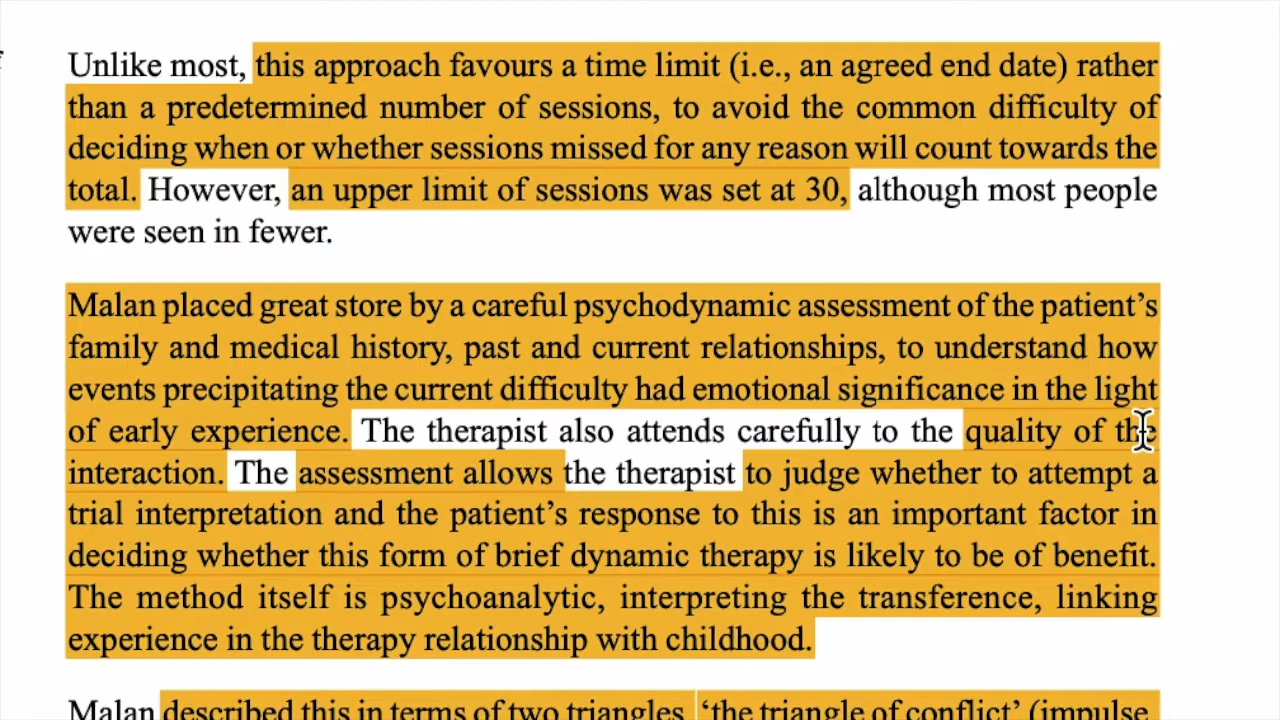 Unlike most, this approach favours a time limit (i.e., an agreed end date) rather
than a predetermined number of sessions, to avoid the common difficulty of
deciding when or whether sessions missed for any reason will count towards the
total. However, an upper limit of sessions was set at 30, although most people
were seen in fewer.
Malan placed great store by a careful psychodynamic assessment of the patient’s
family and medical history, past and current relationships, to understand how
events precipitating the current difficulty had emotional significance in the light
of early experience. The therapist also attends carefully to the quality of the
interaction. The assessment allows the therapist to judge whether to attempt a
trial interpretation and the patient’s response to this is an important factor in
deciding whether this form of brief dynamic therapy is likely to be of benefit.
The method itself is psychoanalytic, interpreting the transference, linking
experience in the therapy relationship with childhood.
Malan described this in terms of two triangles, ‘the triangle of conflict’ (impulse